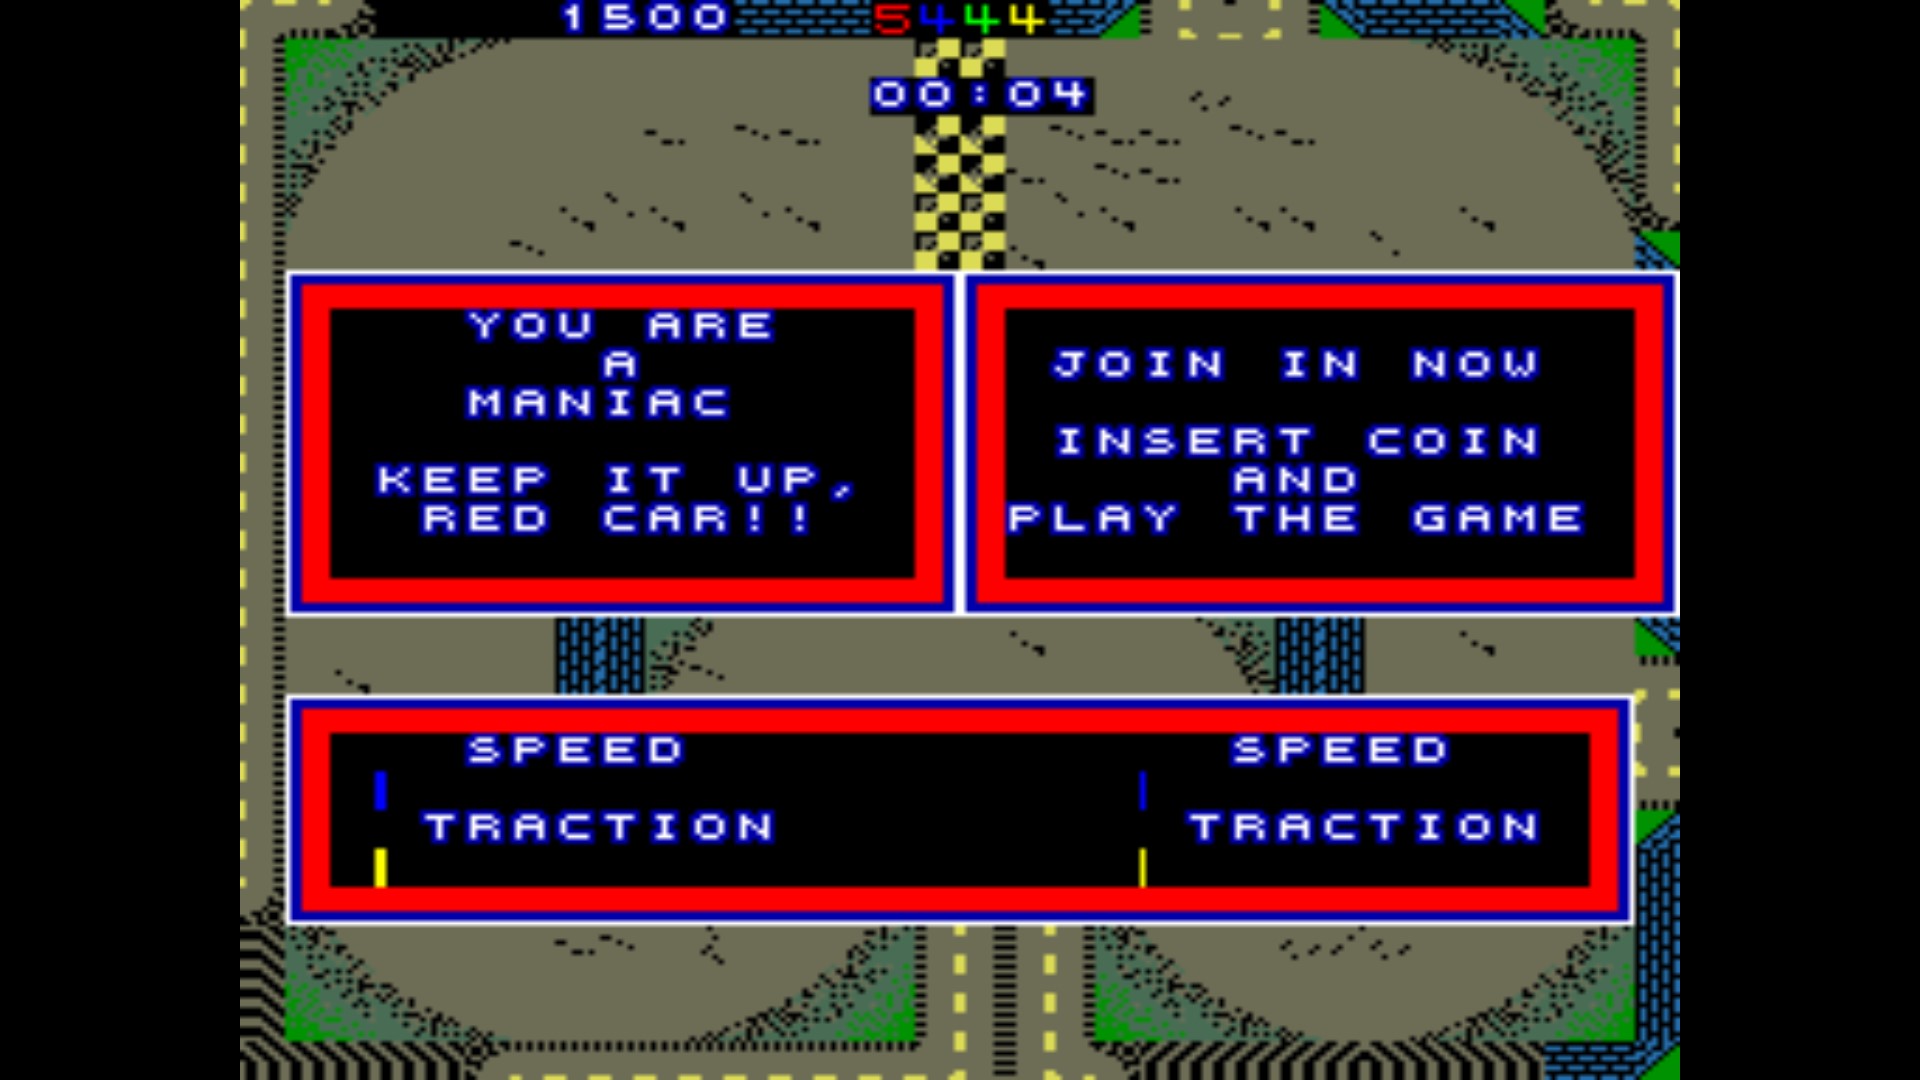 1500 5444
00:04
YOU ARE
A
MANIAC
KEEP IT UP,
RED CAR!!
JOIN IN NOW
INSERT COIN
AND
PLAY THE GAME
SPEED SPEED
TRACTION TRACTION